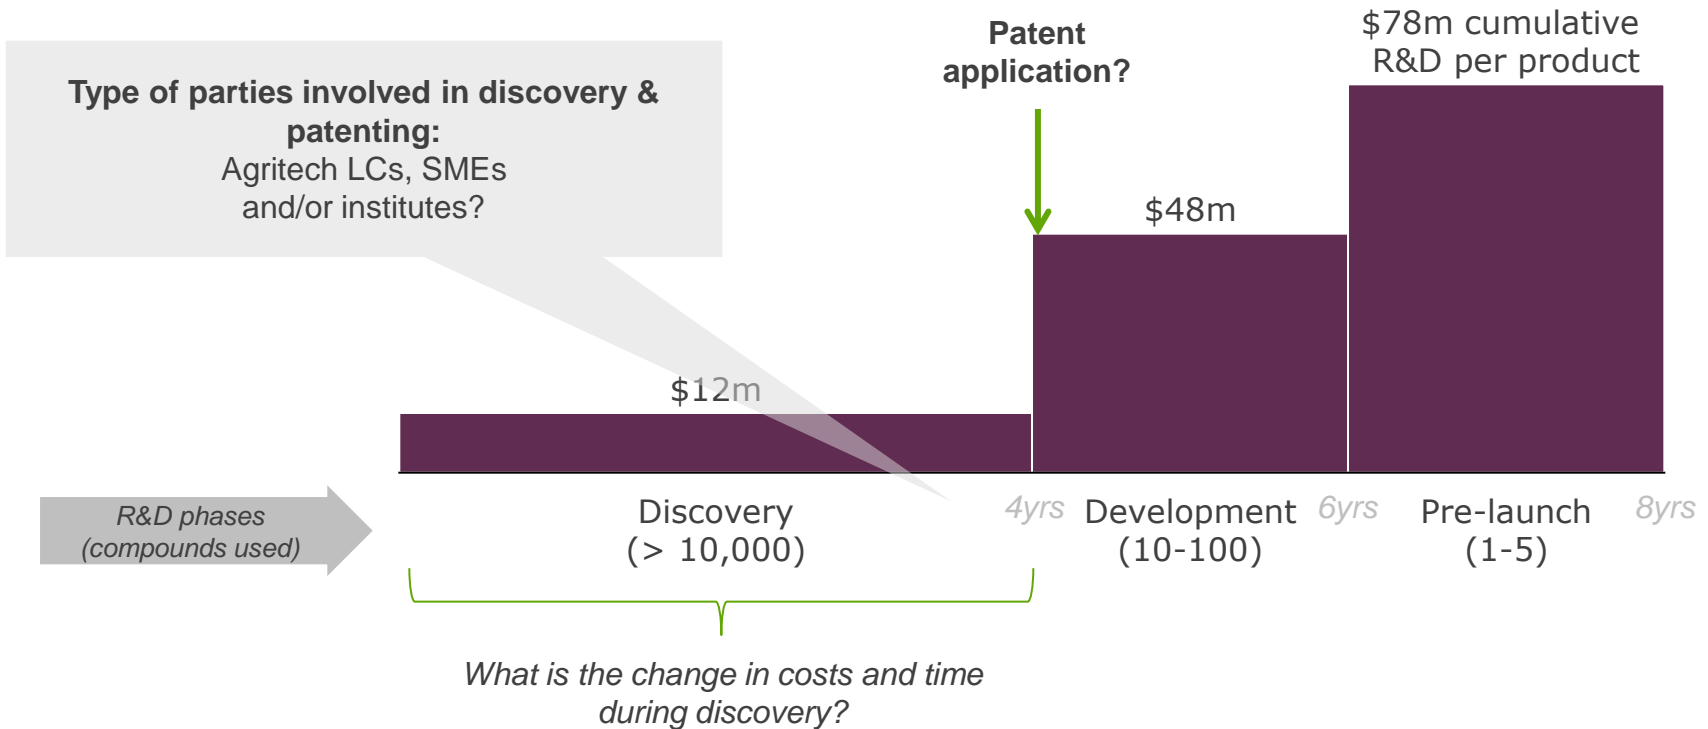 Type of parties involved in discovery &
patenting:
Agritech LCs, SMEs
and/or institutes?
Patent
application?
$78m cumulative
R&D per product
$48m
$12m
R&D phases
(compounds used)
Discovery
(> 10,000)
4yrs
Development
(10-100)
6yrs
Pre-launch
(1-5)
8yrs
What is the change in costs and time
during discovery?